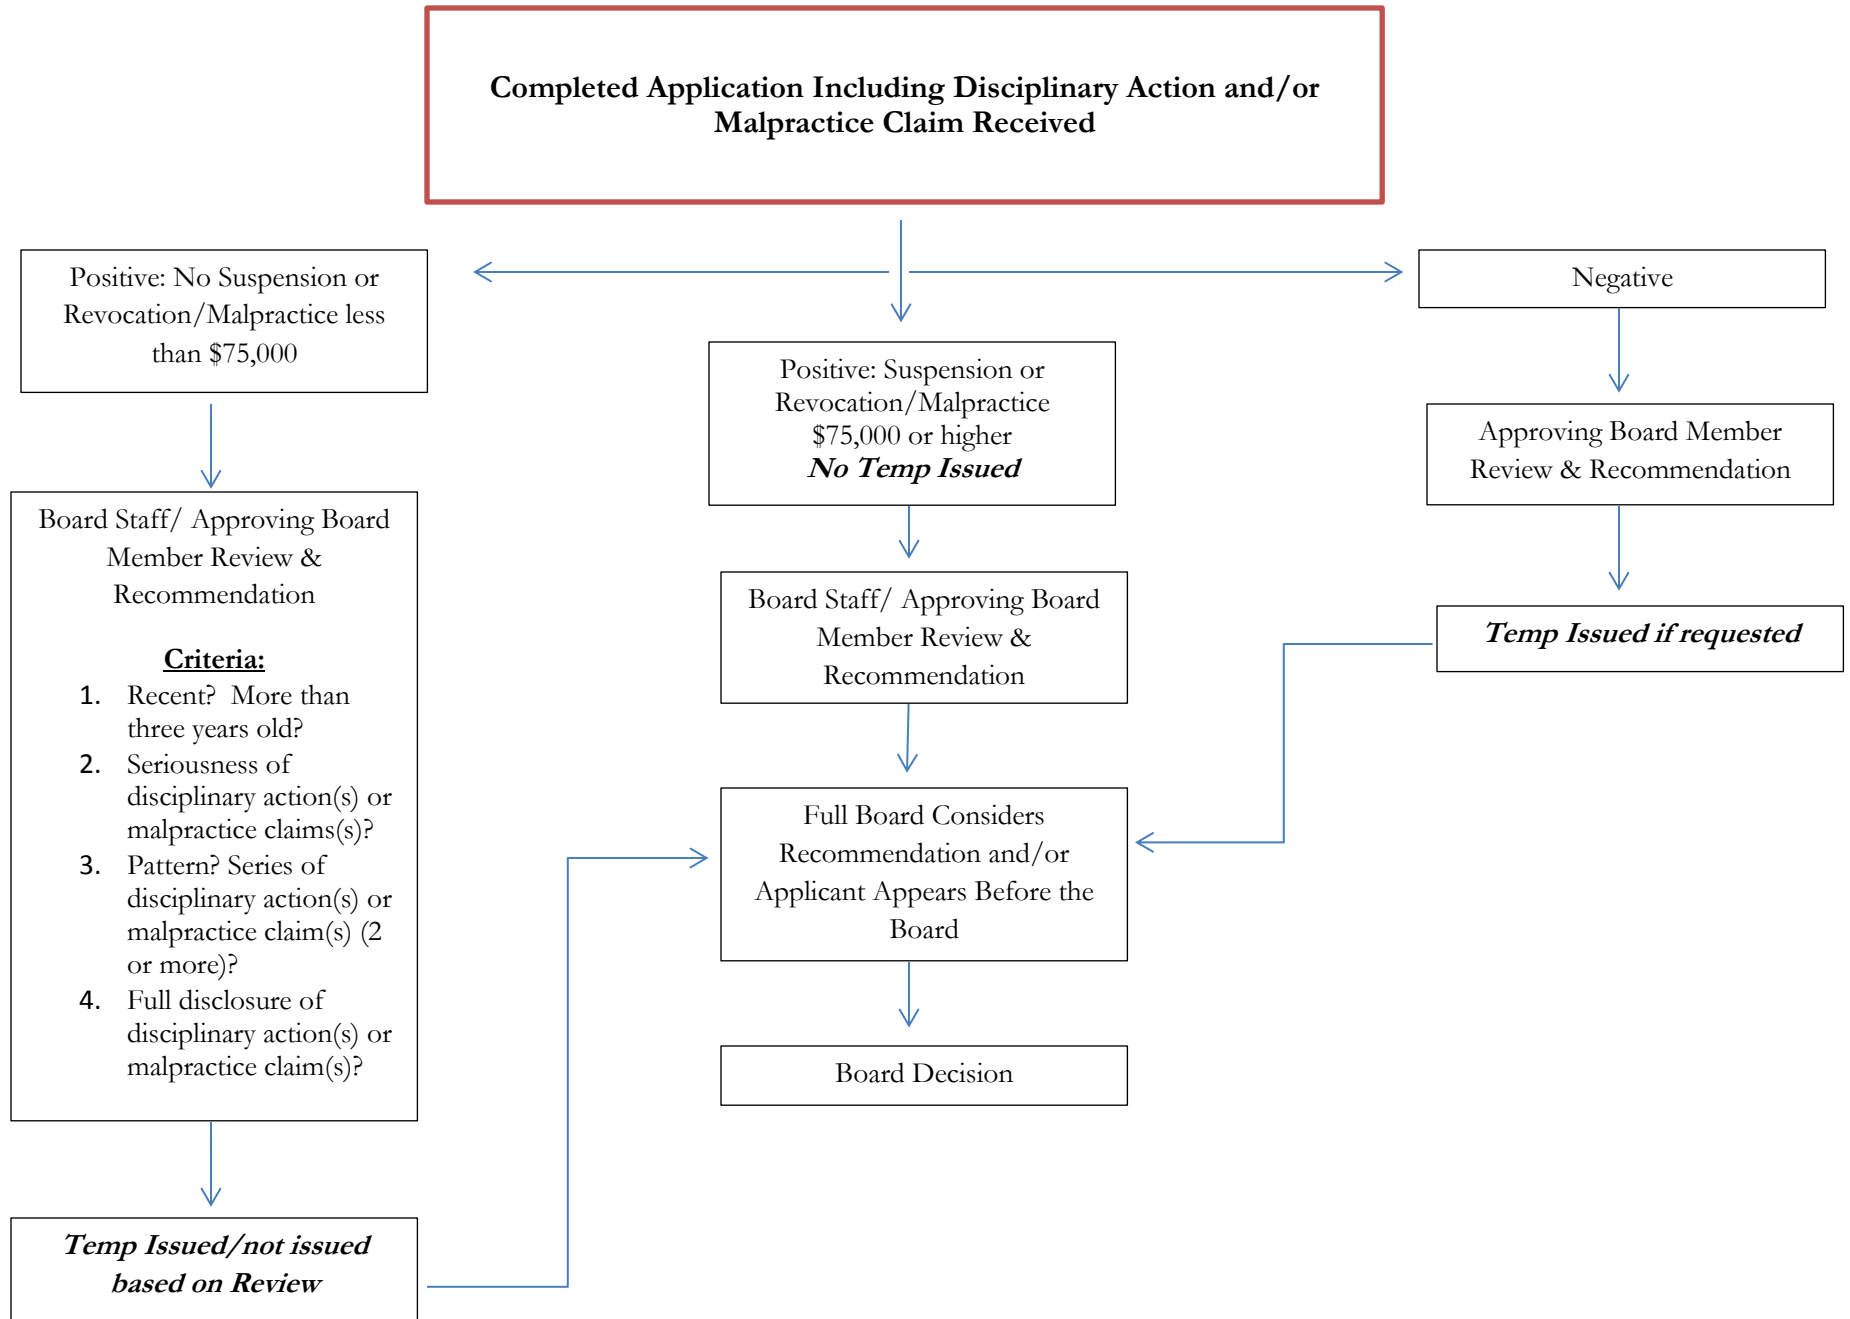 Completed Application Including Disciplinary Action and/or
Malpractice Claim Received
Positive: No Suspension or
Revocation/Malpractice less
than $75,000
Board Staff/ Approving Board
Member Review &
Recommendation
Criteria:
1. Recent? More than
three years old?
2. Seriousness of
disciplinary action(s) or
malpractice claims(s)?
3. Pattern? Series of
disciplinary action(s) or
malpractice claim(s) (2
or more)?
4. Full disclosure of
disciplinary action(s) or
malpractice claim(s)?
Temp Issued/not issued
based on Review
Positive: Suspension or
Revocation/Malpractice
$75,000 or higher
No Temp Issued
Board Staff/ Approving Board
Member Review &
Recommendation
Full Board Considers
Recommendation and/or
Applicant Appears Before the
Board
Board Decision
Negative
Approving Board Member
Review & Recommendation
Temp Issued if requested